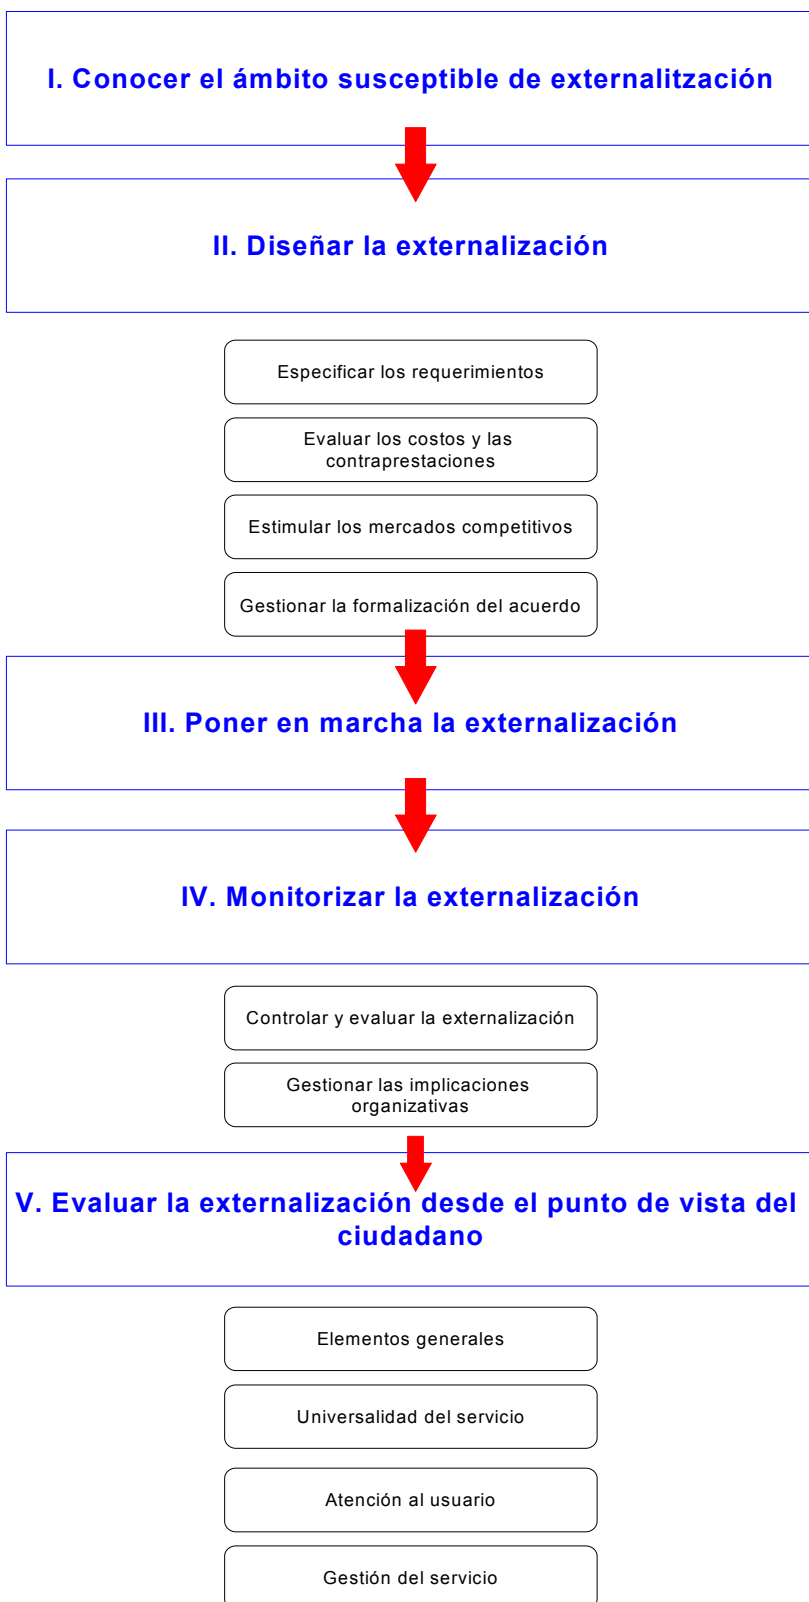 I. Conocer el ámbito susceptible de externalitzación
II. Diseñar la externalización
Especificar los requerimientos
Evaluar los costos y las
contraprestaciones
Estimular los mercados competitivos
Gestionar la formalización del acuerdo
III. Poner en marcha la externalización
IV. Monitorizar la externalización
Controlar y evaluar la externalización
Gestionar las implicaciones
organizativas
V. Evaluar la externalización desde el punto de vista del
ciudadano
Elementos generales
Universalidad del servicio
Atención al usuario
Gestión del servicio